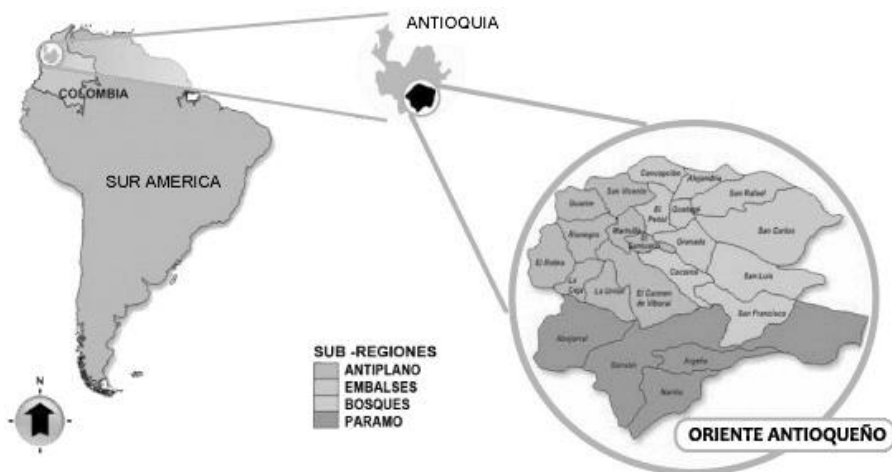 ANTIOQUIA
COLOMBIA
SUR AMERICA
N
SUB -REGIONES
ANTIPLANO
EMBALSES
BOSQUES
PARAMO
Concepción
Alejandría
San Vicente
San Rafael
Guarne
El
Peñol
Guatapé
San Carlos
Rionegro
Marinilla
El
Santuario
Granada
El Retiro
Cocorná
San Luis
La
Ceja
La Unión
El Carmen
de Viboral
San Francisco
Abejorral
Sonsón
Argelia
Nariño
ORIENTE ANTIOQUEÑO